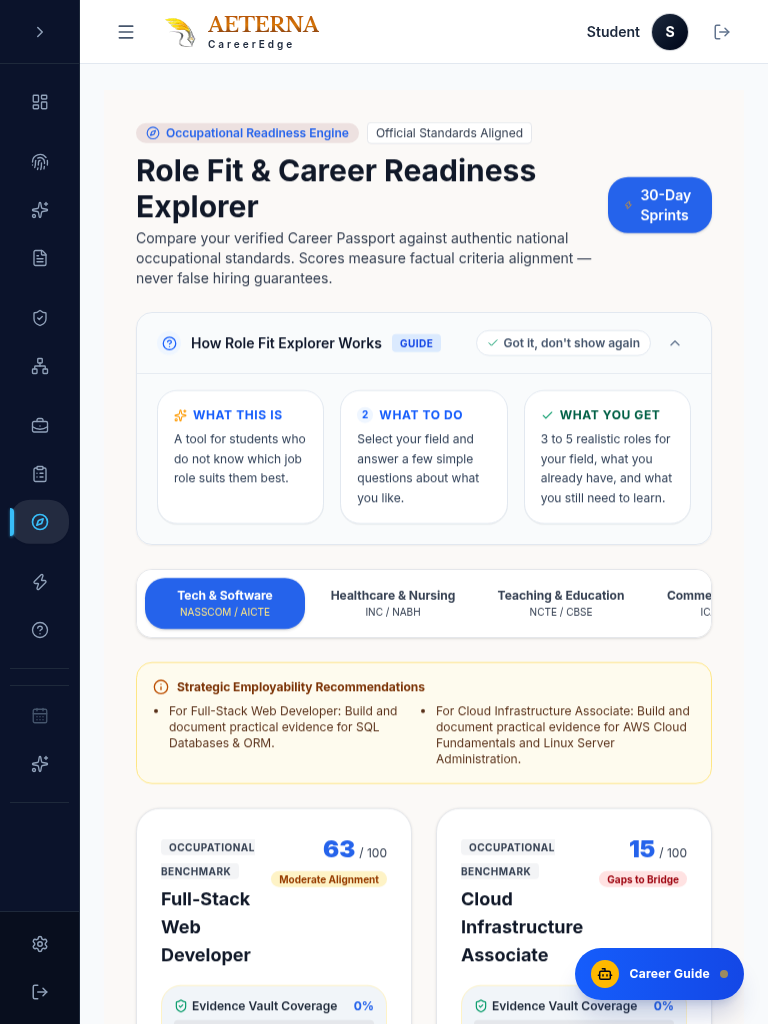 AETERNA
CareerEdge
Student
S
Occupational Readiness Engine
Official Standards Aligned
Role Fit & Career Readiness
Explorer
Compare your verified Career Passport against authentic national
occupational standards. Scores measure factual criteria alignment —
never false hiring guarantees.
30-Day
Sprints
How Role Fit Explorer Works
GUIDE
Got it, don't show again
WHAT THIS IS
A tool for students who
do not know which job
role suits them best.
2 WHAT TO DO
Select your field and
answer a few simple
questions about what
you like.
WHAT YOU GET
3 to 5 realistic roles for
your field, what you
already have, and what
you still need to learn.
Tech & Software
NASSCOM / AICTE
Healthcare & Nursing
INC / NABH
Teaching & Education
NCTE / CBSE
Comme
IC
Strategic Employability Recommendations
• For Full-Stack Web Developer: Build and
document practical evidence for SQL
Databases & ORM.
• For Cloud Infrastructure Associate: Build and
document practical evidence for AWS Cloud
Fundamentals and Linux Server
Administration.
OCCUPATIONAL
BENCHMARK
63 / 100
Moderate Alignment
Full-Stack
Web
Developer
Evidence Vault Coverage 0%
OCCUPATIONAL
BENCHMARK
15 / 100
Gaps to Bridge
Cloud
Infrastructure
Associate
Evidence Vault Coverage 0%
Career Guide